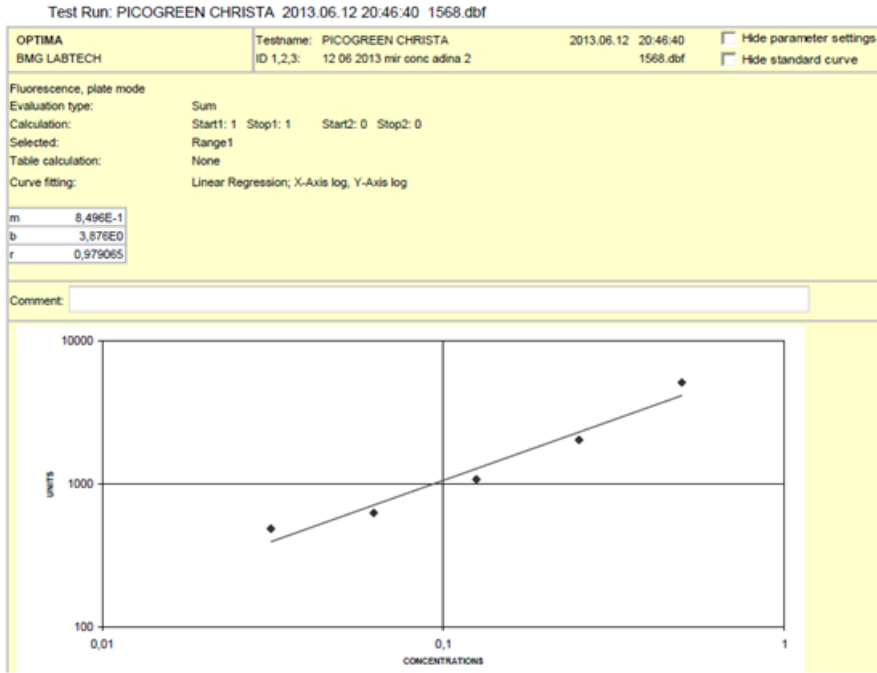 Test Run: PICOGREEN CHRISTA 2013.06.12 20:46:40 1568.dbf
OPTIMA Testname: PICOGREEN CHRISTA 2013.06.12 20:46:40 Hide parameter settings
BMG LABTECH ID 1,2,3: 12 06 2013 mir conc adina 2 1568.dbf Hide standard curve
Fluorescence, plate mode
Evaluation type: Sum
Calculation: Start1: 1 Stop1: 1 Start2: 0 Stop2: 0
Selected: Range1
Table calculation: None
Curve fitting: Linear Regression; X-Axis log, Y-Axis log
m 8,496E-1
b 3,876E0
r 0,979065
Comment:
10000
UNITS
1000
100
0,01 0,1 1
CONCENTRATIONS